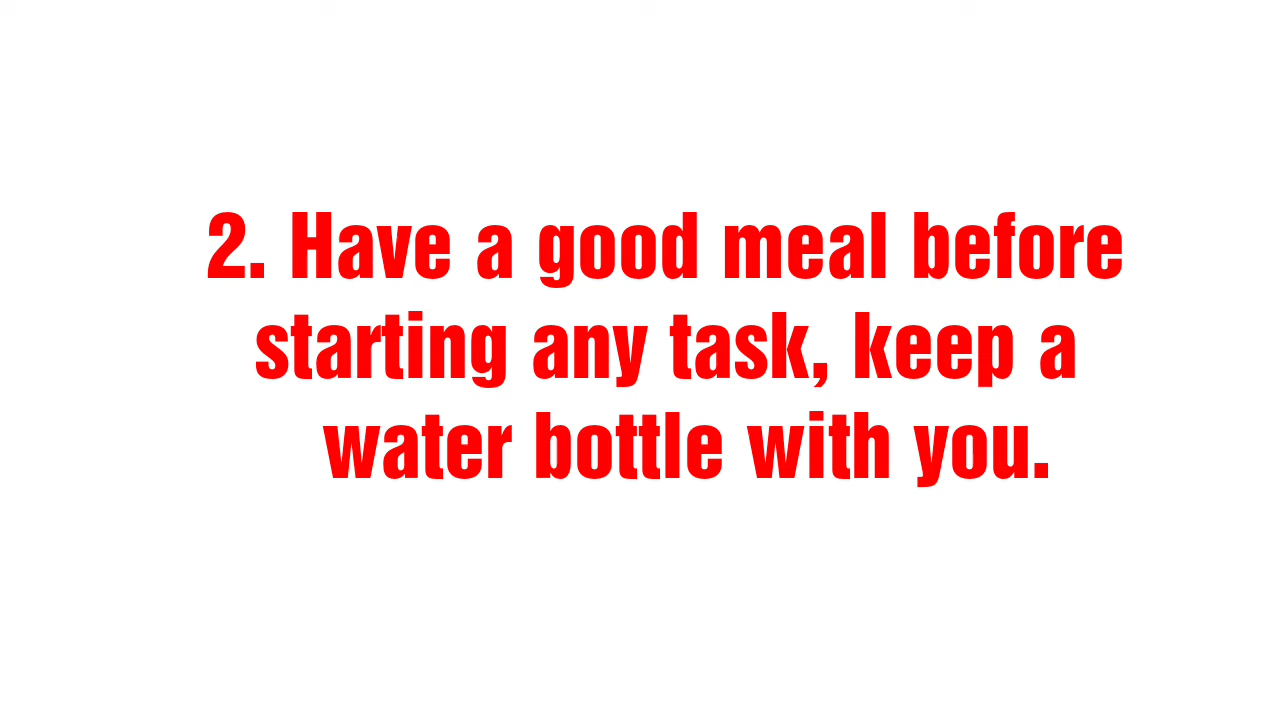 2. Have a good meal before
starting any task, keep a
water bottle with you.